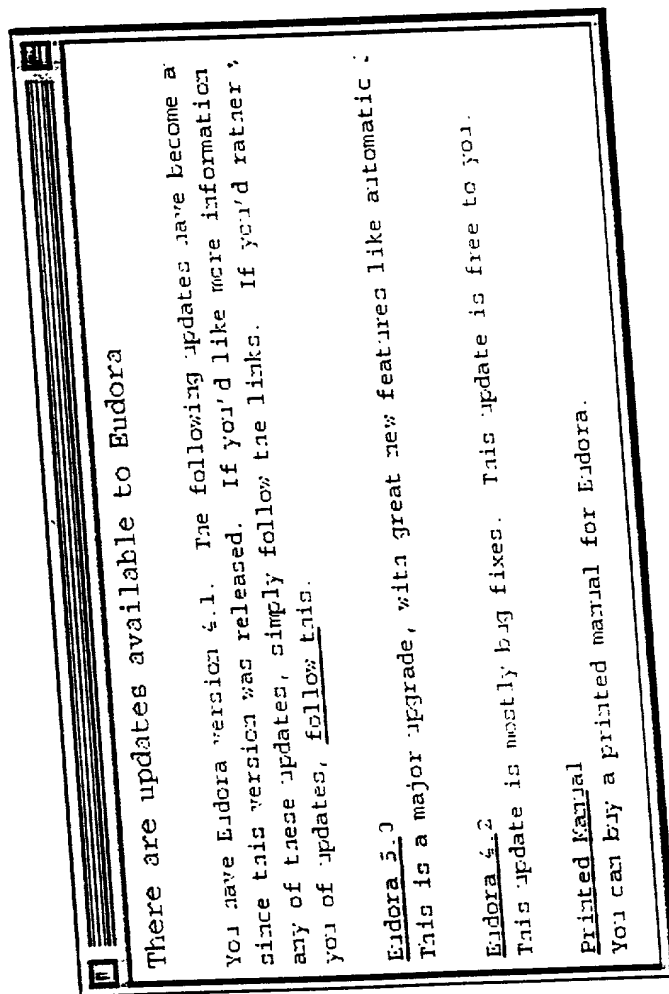 There are updates available to Eudora
You have Eudora version 4.1. The following updates have become a
since this version was released. If you'd like more information
any of these updates, simply follow the links. If you'd rather
you of updates, follow this.
Eudora 5.0
This is a major upgrade, with great new features like automatic
Eudora 4.2
This update is mostly bug fixes. This update is free to you.
Printed Manual
You can buy a printed manual for Eudora.